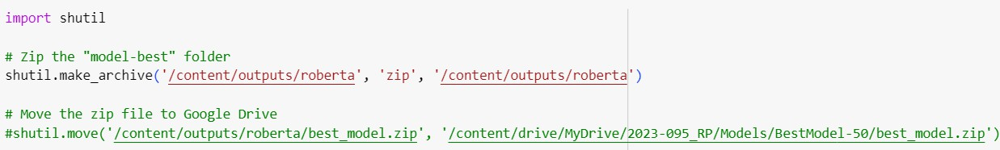 import shutil
# Zip the "model-best" folder
shutil.make_archive('/content/outputs/roberta', 'zip', '/content/outputs/roberta')
# Move the zip file to Google Drive
#shutil.move('/content/outputs/roberta/best_model.zip', '/content/drive/MyDrive/2023-095_RP/Models/BestModel-50/best_model.zip')